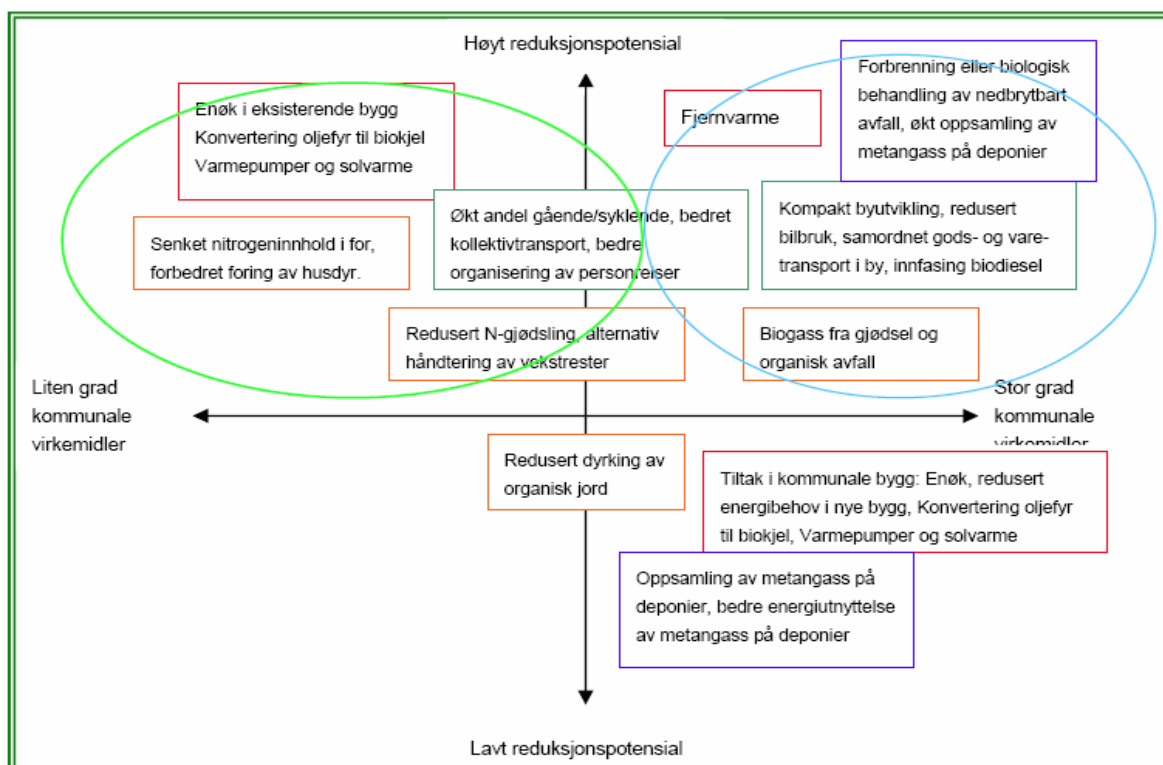 Høyt reduksjonspotensial
Enøk i eksisterende bygg
Konvertering oljefyr til biokjel
Varmepumper og solvarme
Fjernvarme
Forbrenning eller biologisk
behandling av nedbrytbart
avfall, økt oppsamling av
metangass på deponier
Senket nitrogeninnhold i for,
forbedret foring av husdyr.
Økt andel gående/syklende, bedret
kollektivtransport, bedre
organisering av personreiser
Kompakt byutvikling, redusert
bilbruk, samordnet gods- og vare-
transport i by, innfasing biodiesel
Redusert N-gjødsling, alternativ
håndtering av vekstrester
Biogass fra gjødsel og
organisk avfall
Liten grad
kommunale
virkemidler
Stor grad
kommunale
virkemidler
Redusert dyrking av
organisk jord
Tiltak i kommunale bygg: Enøk, redusert
energibehov i nye bygg, Konvertering oljefyr
til biokjel, Varmepumper og solvarme
Oppsamling av metangass på
deponier, bedre energiutnyttelse
av metangass på deponier
Lavt reduksjonspotensial